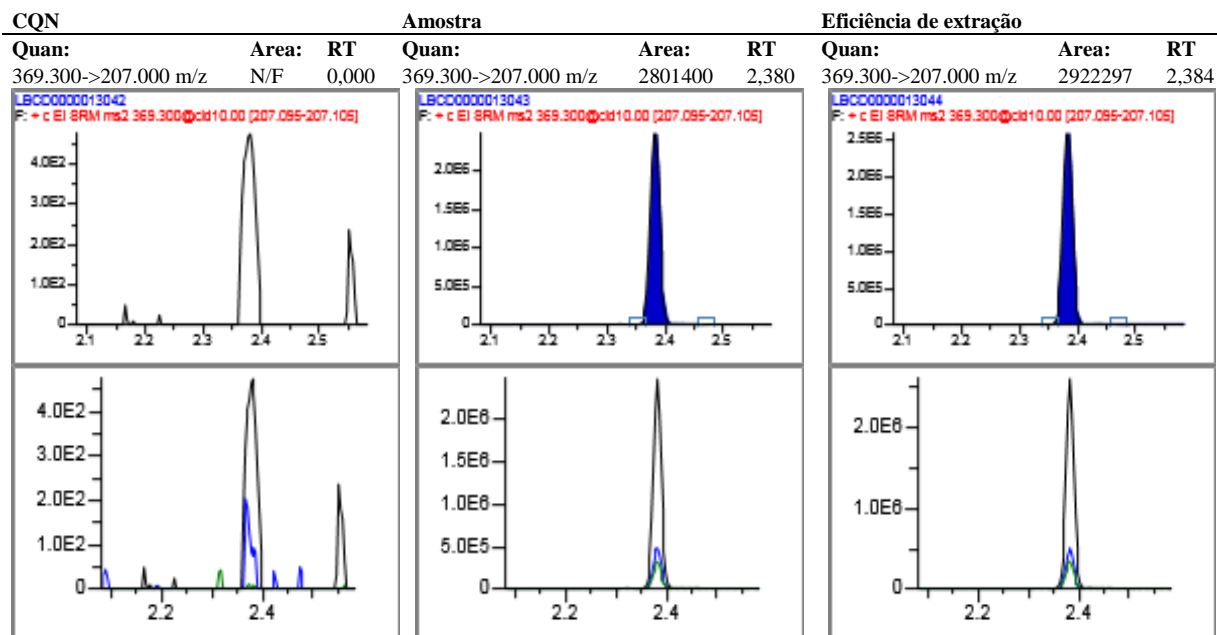 CQN Amostra Eficiência de extração
Quan: Area: RT Quan: Area: RT Quan: Area: RT
369.300->207.000 m/z N/F 0,000 369.300->207.000 m/z 2801400 2,380 369.300->207.000 m/z 2922297 2,384
LBCD0000013042 LBCD0000013043 LBCD0000013044
F: + c EI SRM ms2 369.300@cid10.00 [207.095-207.105] F: + c EI SRM ms2 369.300@cid10.00 [207.095-207.105] F: + c EI SRM ms2 369.300@cid10.00 [207.095-207.105]
4.0E2
3.0E2
2.0E2
1.0E2
0
2.1 2.2 2.3 2.4 2.5
2.0E6
1.5E6
1.0E6
5.0E5
0
2.1 2.2 2.3 2.4 2.5
2.5E6
2.0E6
1.5E6
1.0E6
5.0E5
0
2.1 2.2 2.3 2.4 2.5
4.0E2
3.0E2
2.0E2
1.0E2
0
2.2 2.4
2.0E6
1.5E6
1.0E6
5.0E5
0
2.2 2.4
2.0E6
1.0E6
0
2.2 2.4